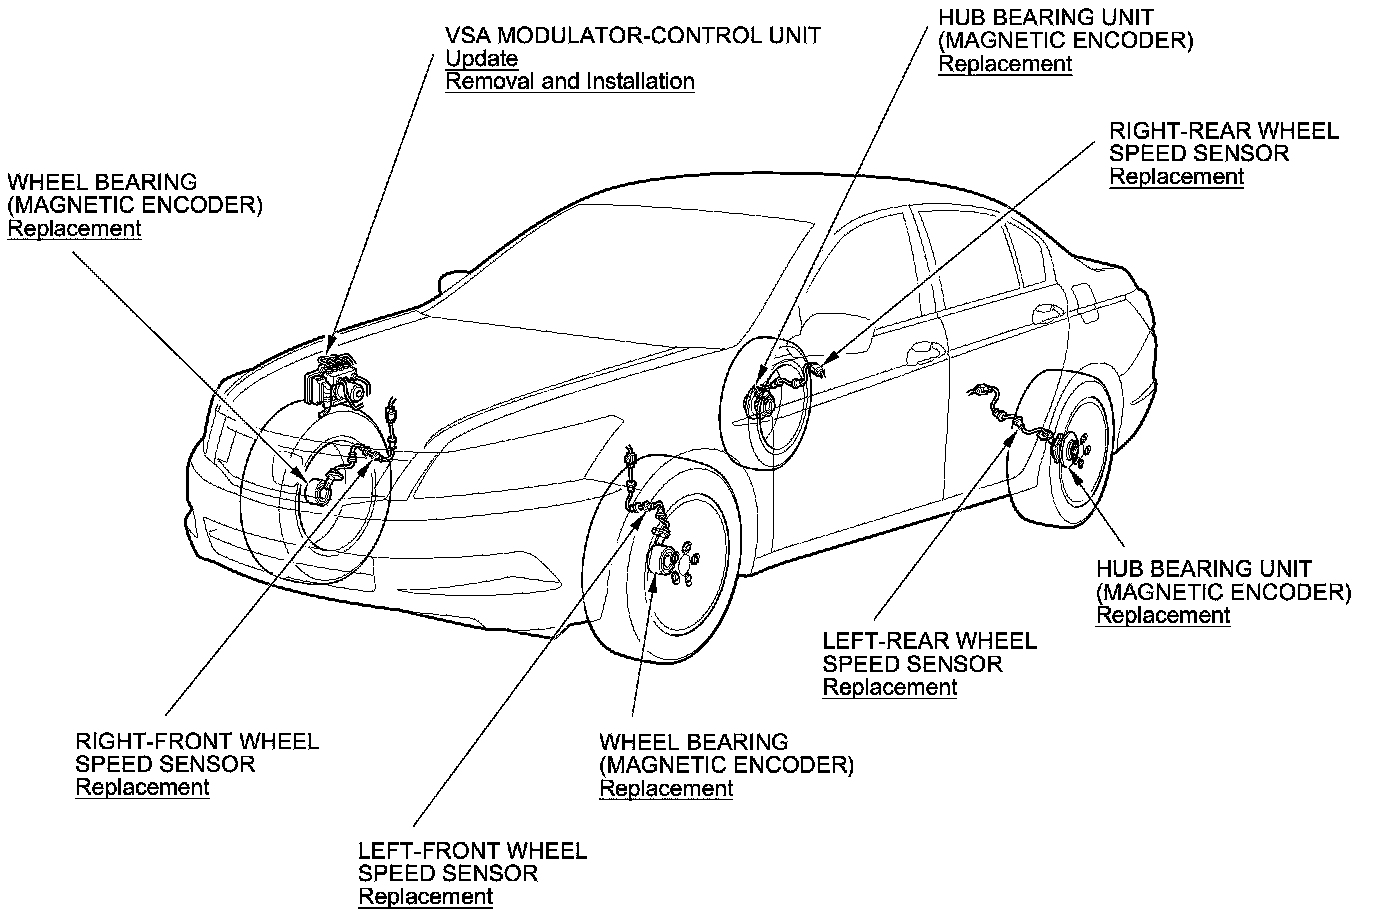 HUB BEARING UNIT
(MAGNETIC ENCODER)
Replacement
VSA MODULATOR-CONTROL UNIT
Update
Removal and Installation
RIGHT-REAR WHEEL
SPEED SENSOR
Replacement
WHEEL BEARING
(MAGNETIC ENCODER)
Replacement
HUB BEARING UNIT
(MAGNETIC ENCODER)
Replacement
LEFT-REAR WHEEL
SPEED SENSOR
Replacement
RIGHT-FRONT WHEEL
SPEED SENSOR
Replacement
WHEEL BEARING
(MAGNETIC ENCODER)
Replacement
LEFT-FRONT WHEEL
SPEED SENSOR
Replacement